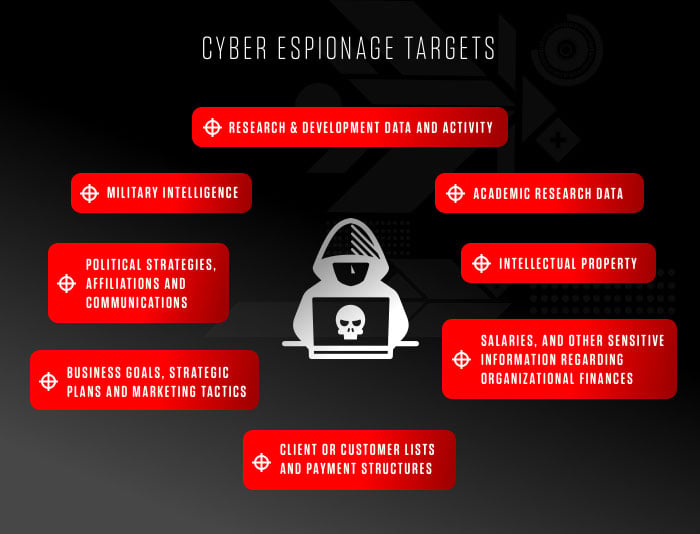 CYBER ESPIONAGE TARGETS
RESEARCH & DEVELOPMENT DATA AND ACTIVITY
MILITARY INTELLIGENCE
ACADEMIC RESEARCH DATA
POLITICAL STRATEGIES,
AFFILIATIONS AND
COMMUNICATIONS
INTELLECTUAL PROPERTY
BUSINESS GOALS, STRATEGIC
PLANS AND MARKETING TACTICS
SALARIES, AND OTHER SENSITIVE
INFORMATION REGARDING
ORGANIZATIONAL FINANCES
CLIENT OR CUSTOMER LISTS
AND PAYMENT STRUCTURES